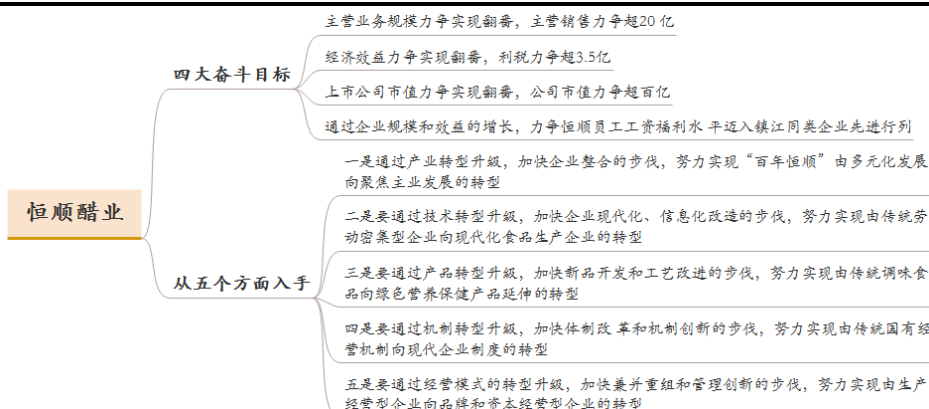 恒顺醋业
四大奋斗目标
主营业务规模力争实现翻番，主营销售力争超20 亿
经济效益力争实现翻番，利税力争超3.5亿
上市公司市值力争实现翻番，公司市值力争超百亿
通过企业规模和效益的增长，力争恒顺员工工资福利水 平迈入镇江同类企业先进行列
从五个方面入手
一是通过产业转型升级，加快企业整合的步伐，努力实现“百年恒顺”由多元化发展
向聚焦主业发展的转型
二是要通过技术转型升级，加快企业现代化、信息化改造的步伐，努力实现由传统劳
动密集型企业向现代化食品生产企业的转型
三是要通过产品转型升级，加快新品开发和工艺改进的步伐，努力实现由传统调味食
品向绿色营养保健产品延伸的转型
四是要通过机制转型升级，加快体制改 革和机制创新的步伐，努力实现由传统国有经
营机制向现代企业制度的转型
五是要通过经营模式的转型升级，加快兼并重组和管理创新的步伐，努力实现由生产
经营型企业向品牌和资本经营型企业的转型